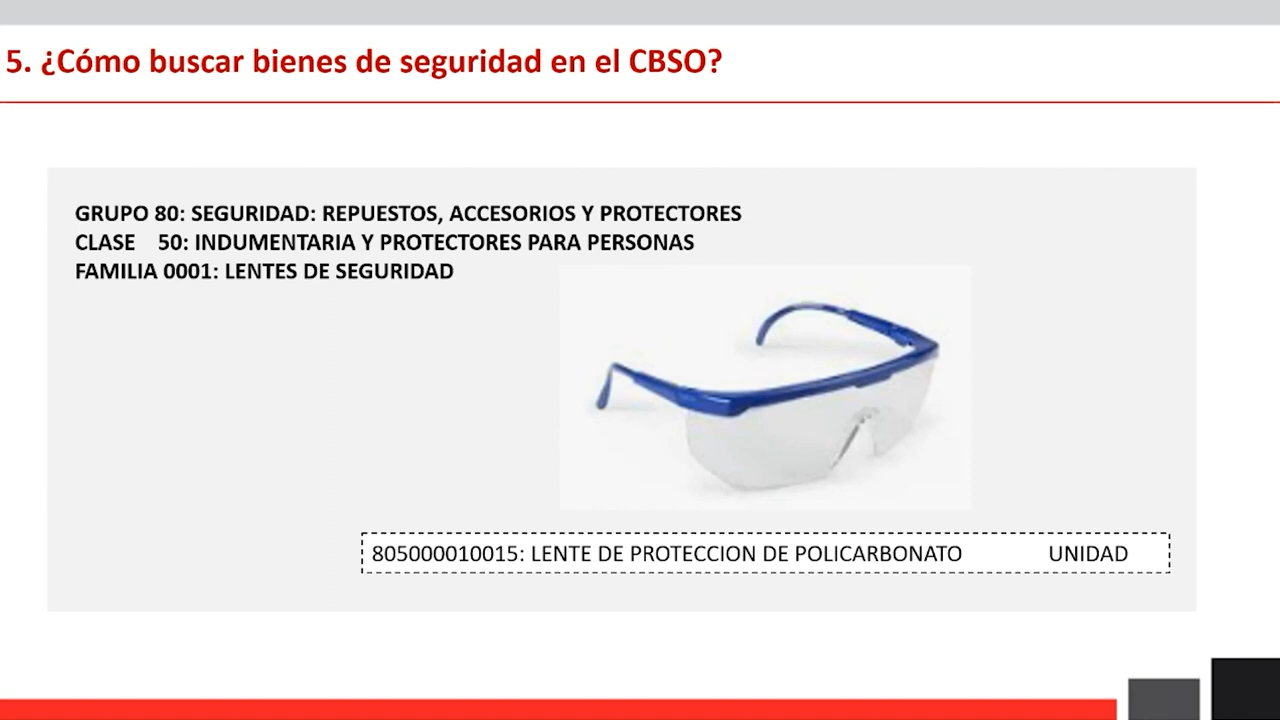 5. ¿Cómo buscar bienes de seguridad en el CBSO?
GRUPO 80: SEGURIDAD: REPUESTOS, ACCESORIOS Y PROTECTORES
CLASE 50: INDUMENTARIA Y PROTECTORES PARA PERSONAS
FAMILIA 0001: LENTES DE SEGURIDAD
805000010015: LENTE DE PROTECCION DE POLICARBONATO UNIDAD